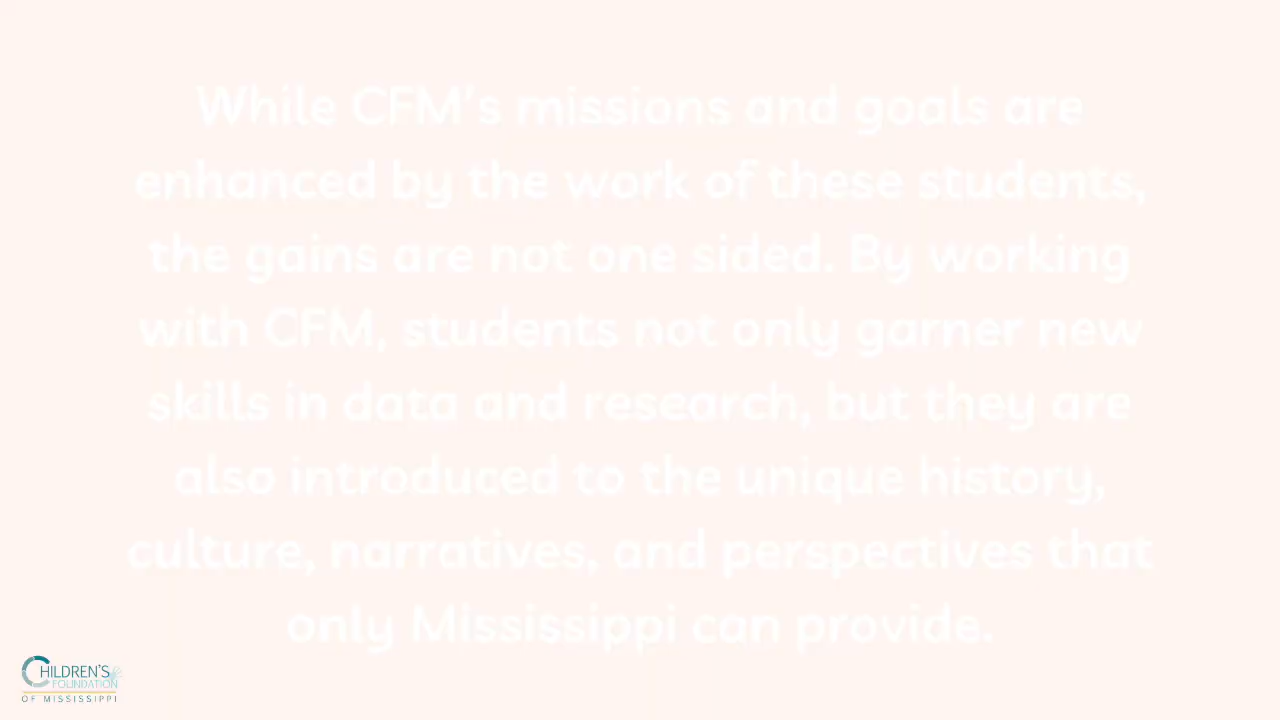 While CFM's missions and goals are
enhanced by the work of these students,
the gains are not one sided. By working
with CFM, students not only garner new
skills in data and research, but they are
also introduced to the unique history,
culture, narratives, and perspectives that
only Mississippi can provide.
CHILDREN'S
FOUNDATION
OF MISSISSIPPI